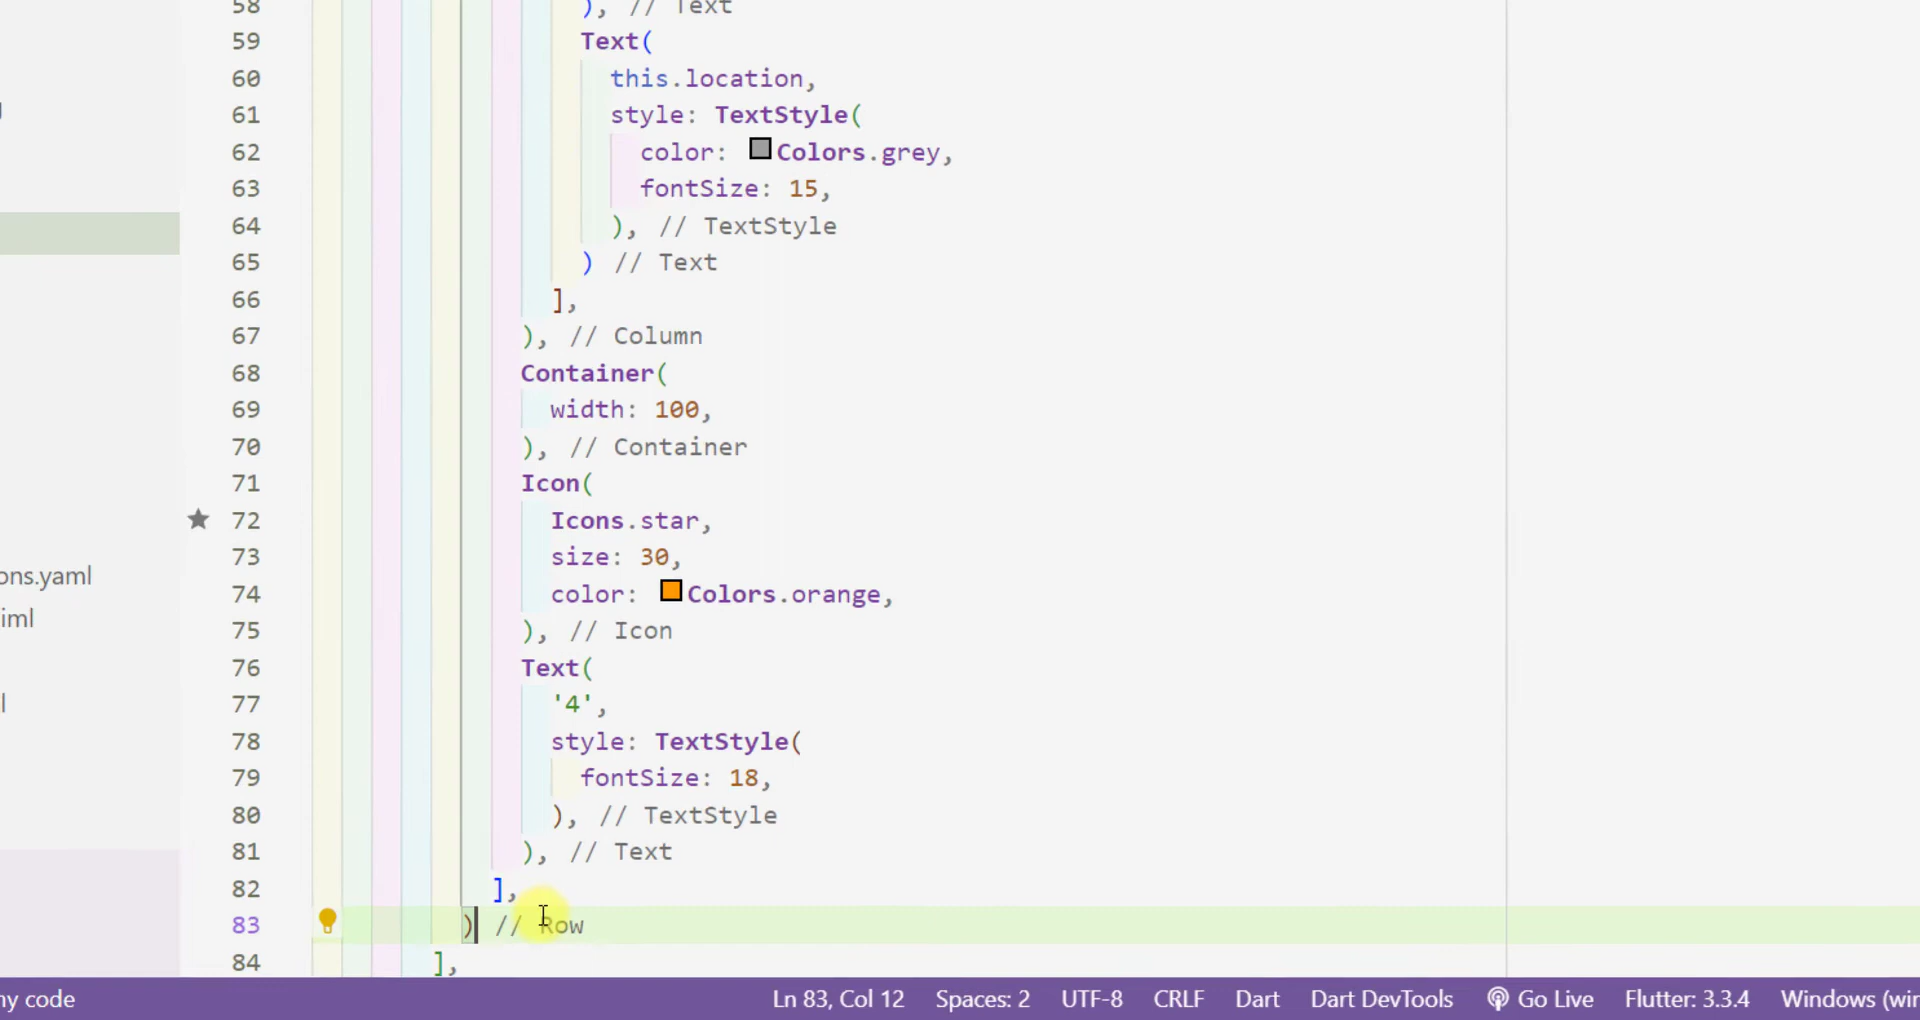 58 ), // Text
59 Text(
60 this.location,
61 style: TextStyle(
62 color: Colors.grey,
63 fontSize: 15,
64 ), // TextStyle
65 ) // Text
66 ],
67 ), // Column
68 Container(
69 width: 100,
70 ), // Container
71 Icon(
72 Icons.star,
73 size: 30,
ons.yaml
74 color: Colors.orange,
iml
75 ), // Icon
76 Text(
77 '4',
78 style: TextStyle(
79 fontSize: 18,
80 ), // TextStyle
81 ), // Text
82 ],
83 ) // Row
84 ],
ny code Ln 83, Col 12 Spaces: 2 UTF-8 CRLF Dart Dart DevTools Go Live Flutter: 3.3.4 Windows (win